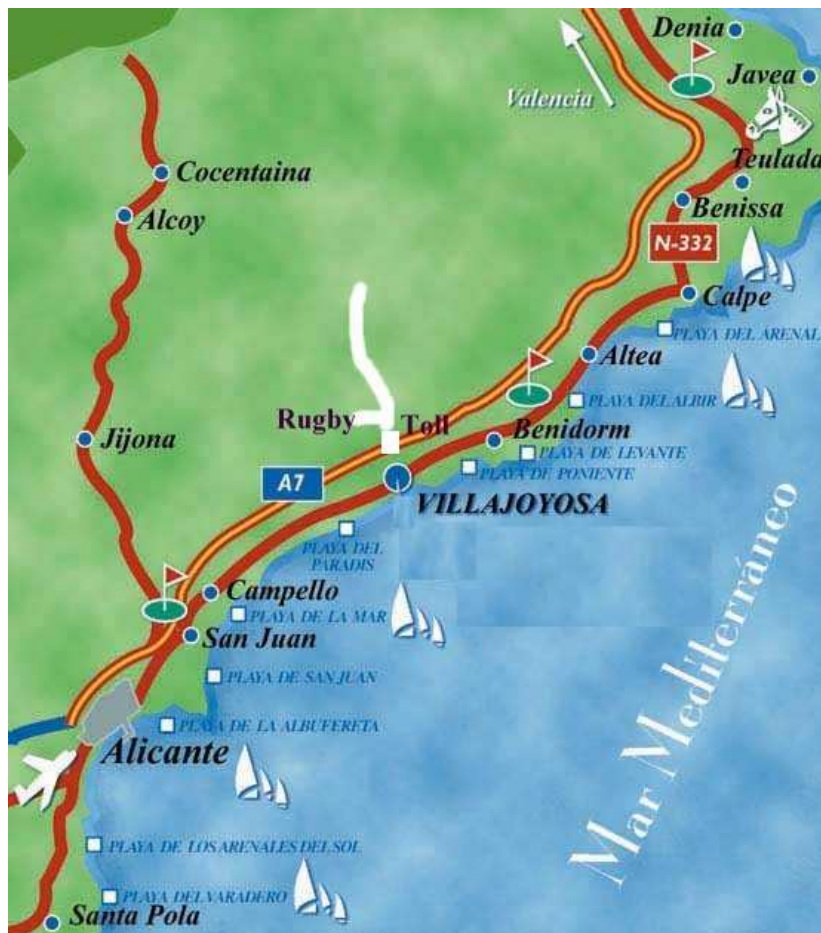 Denia
Javea
Valencia
Teulada
Cocentaina
Benissa
Alcoy
N-332
Calpe
PLAYA DEL ARENAL
Altea
PLAYA DEL ALBIR
Rugby
Toll
Benidorm
Jijona
PLAYA DE LEVANTE
PLAYA DE PONIENTE
A7
VILLAJOYOSA
PLAYA DEL
PARADIS
Campello
PLAYA DE LA MAR
San Juan
PLAYA DE SAN JUAN
PLAYA DE LA ALBUFERETA
Alicante
Mar Mediterránco
PLAYA DE LOS ARENALES DEL SOL
PLAYA DEL VARADERO
Santa Pola